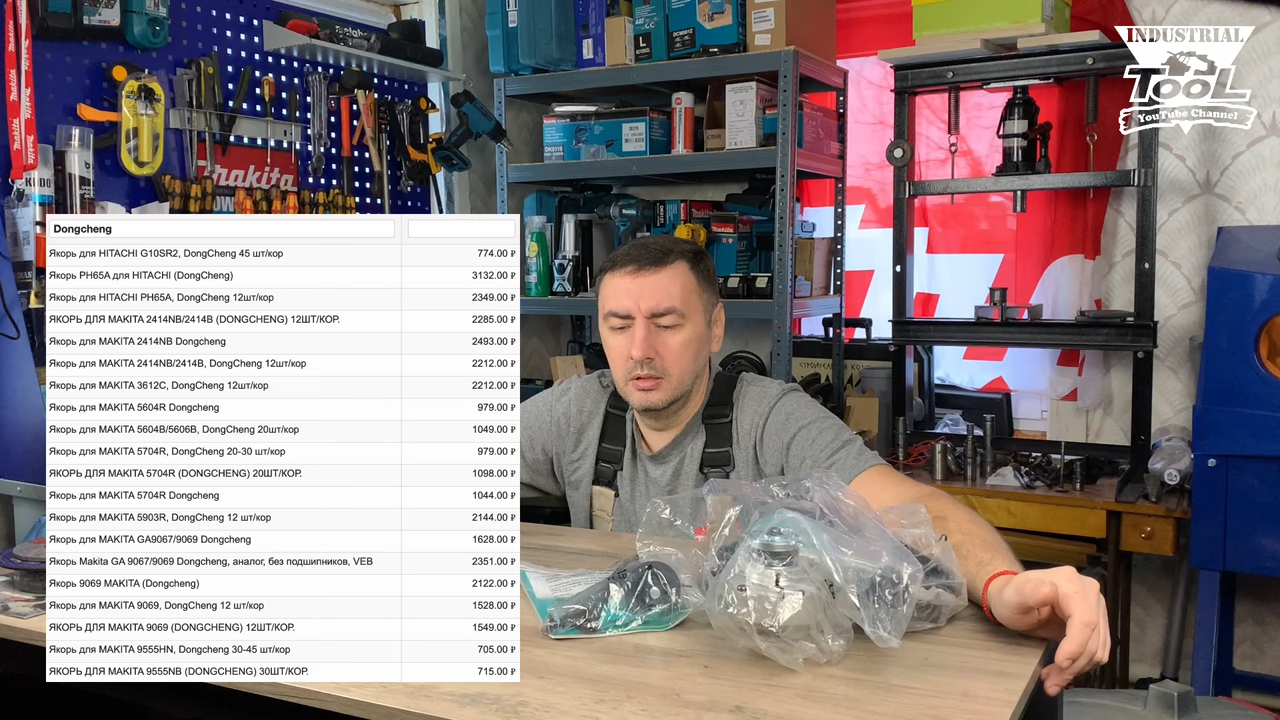 INDUSTRIAL
TOOL
YouTube Channel
makita
metabo
makita
Dongcheng
Якорь для HITACHI G10SR2, DongCheng 45 шт/кор 774.00 ₽
Якорь PH65A для HITACHI (DongCheng) 3132.00 ₽
Якорь для HITACHI PH65A, DongCheng 12шт/кор 2349.00 ₽
ЯКОРЬ ДЛЯ MAKITA 2414NB/2414B (DONGCHENG) 12ШТ/КОР. 2285.00 ₽
Якорь для MAKITA 2414NB Dongcheng 2493.00 ₽
Якорь для MAKITA 2414NB/2414B, DongCheng 12шт/кор 2212.00 ₽
Якорь для MAKITA 3612C, DongCheng 12шт/кор 2212.00 ₽
Якорь для MAKITA 5604R Dongcheng 979.00 ₽
Якорь для MAKITA 5604B/5606B, DongCheng 20шт/кор 1049.00 ₽
Якорь для MAKITA 5704R, DongCheng 20-30 шт/кор 979.00 ₽
ЯКОРЬ ДЛЯ MAKITA 5704R (DONGCHENG) 20ШТ/КОР. 1098.00 ₽
Якорь для MAKITA 5704R Dongcheng 1044.00 ₽
Якорь для MAKITA 5903R, DongCheng 12 шт/кор 2144.00 ₽
Якорь для MAKITA GA9067/9069 Dongcheng 1628.00 ₽
Якорь Makita GA 9067/9069 Dongcheng, аналог, без подшипников, VEB 2351.00 ₽
Якорь 9069 MAKITA (Dongcheng) 2122.00 ₽
Якорь для MAKITA 9069, DongCheng 12 шт/кор 1528.00 ₽
ЯКОРЬ ДЛЯ MAKITA 9069 (DONGCHENG) 12ШТ/КОР. 1549.00 ₽
Якорь для MAKITA 9555HN, Dongcheng 30-45 шт/кор 705.00 ₽
ЯКОРЬ ДЛЯ MAKITA 9555NB (DONGCHENG) 30ШТ/КОР. 715.00 ₽